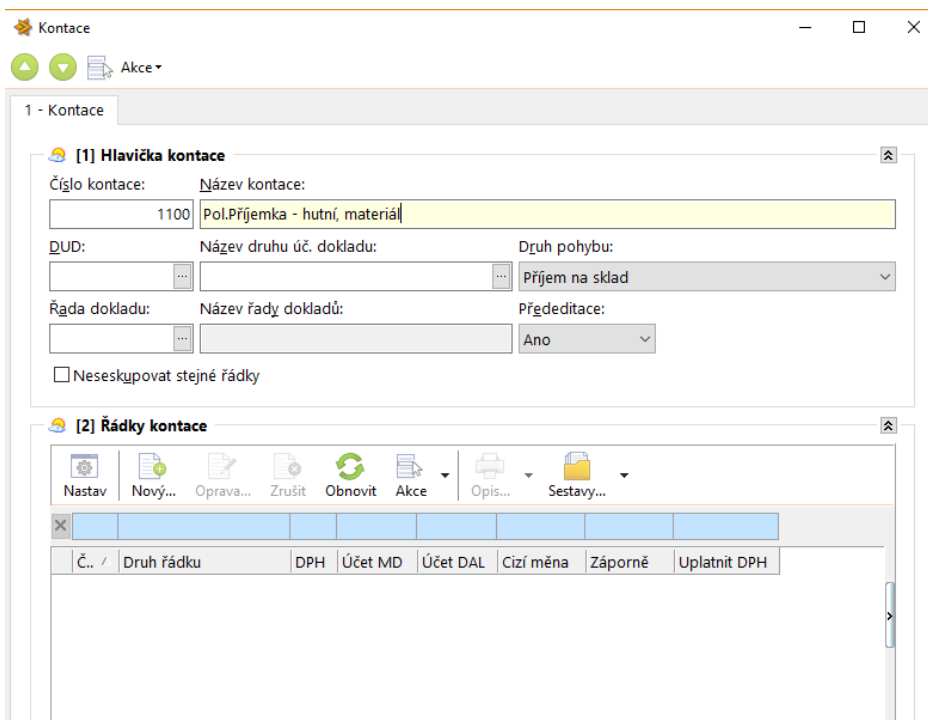 Kontace
Akce
1 - Kontace
[1] Hlavička kontace
Číslo kontace: Název kontace:
1100 Pol.Příjemka - hutní, materiál
DUD: Název druhu úč. dokladu: Druh pohybu:
... ... Příjem na sklad
Řada dokladu: Název řady dokladů: Přededitace:
... Ano
Neseskupovat stejné řádky
[2] Řádky kontace
Nastav Nový... Oprava... Zrušit Obnovit Akce Opis... Sestavy...
Č.. Druh řádku DPH Účet MD Účet DAL Cizí měna Záporně Uplatnit DPH